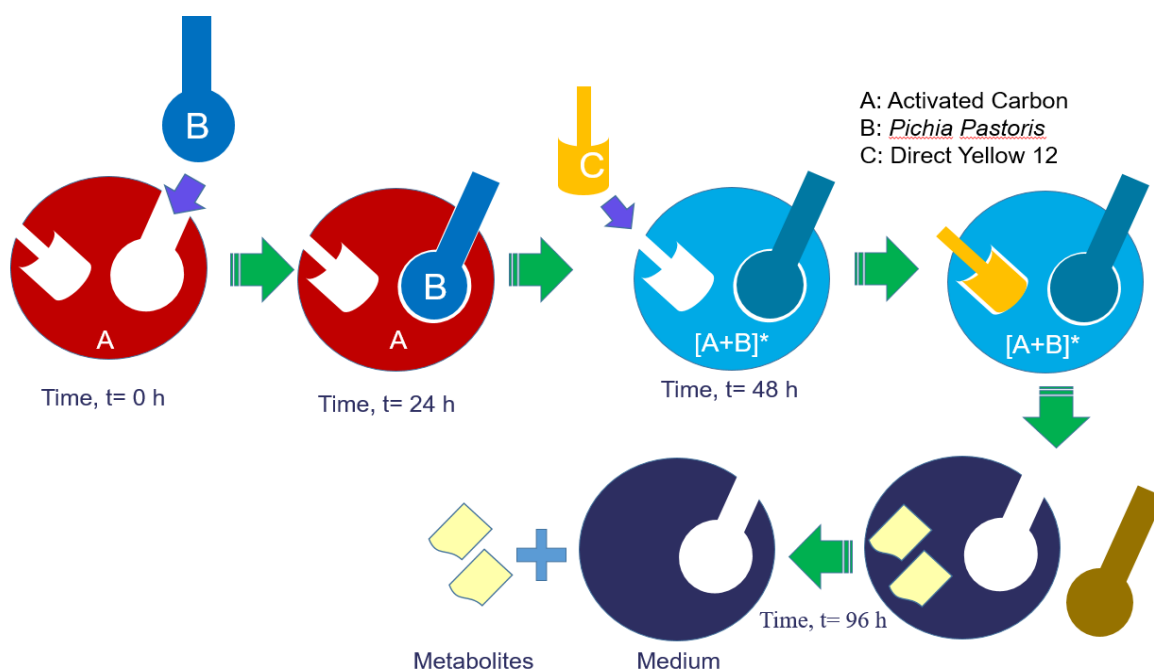 B
A: Activated Carbon
B: Pichia Pastoris
C: Direct Yellow 12
C
B
A
A
[A+B]*
[A+B]*
Time, t= 0 h
Time, t= 24 h
Time, t= 48 h
Time, t= 96 h
Metabolites
Medium